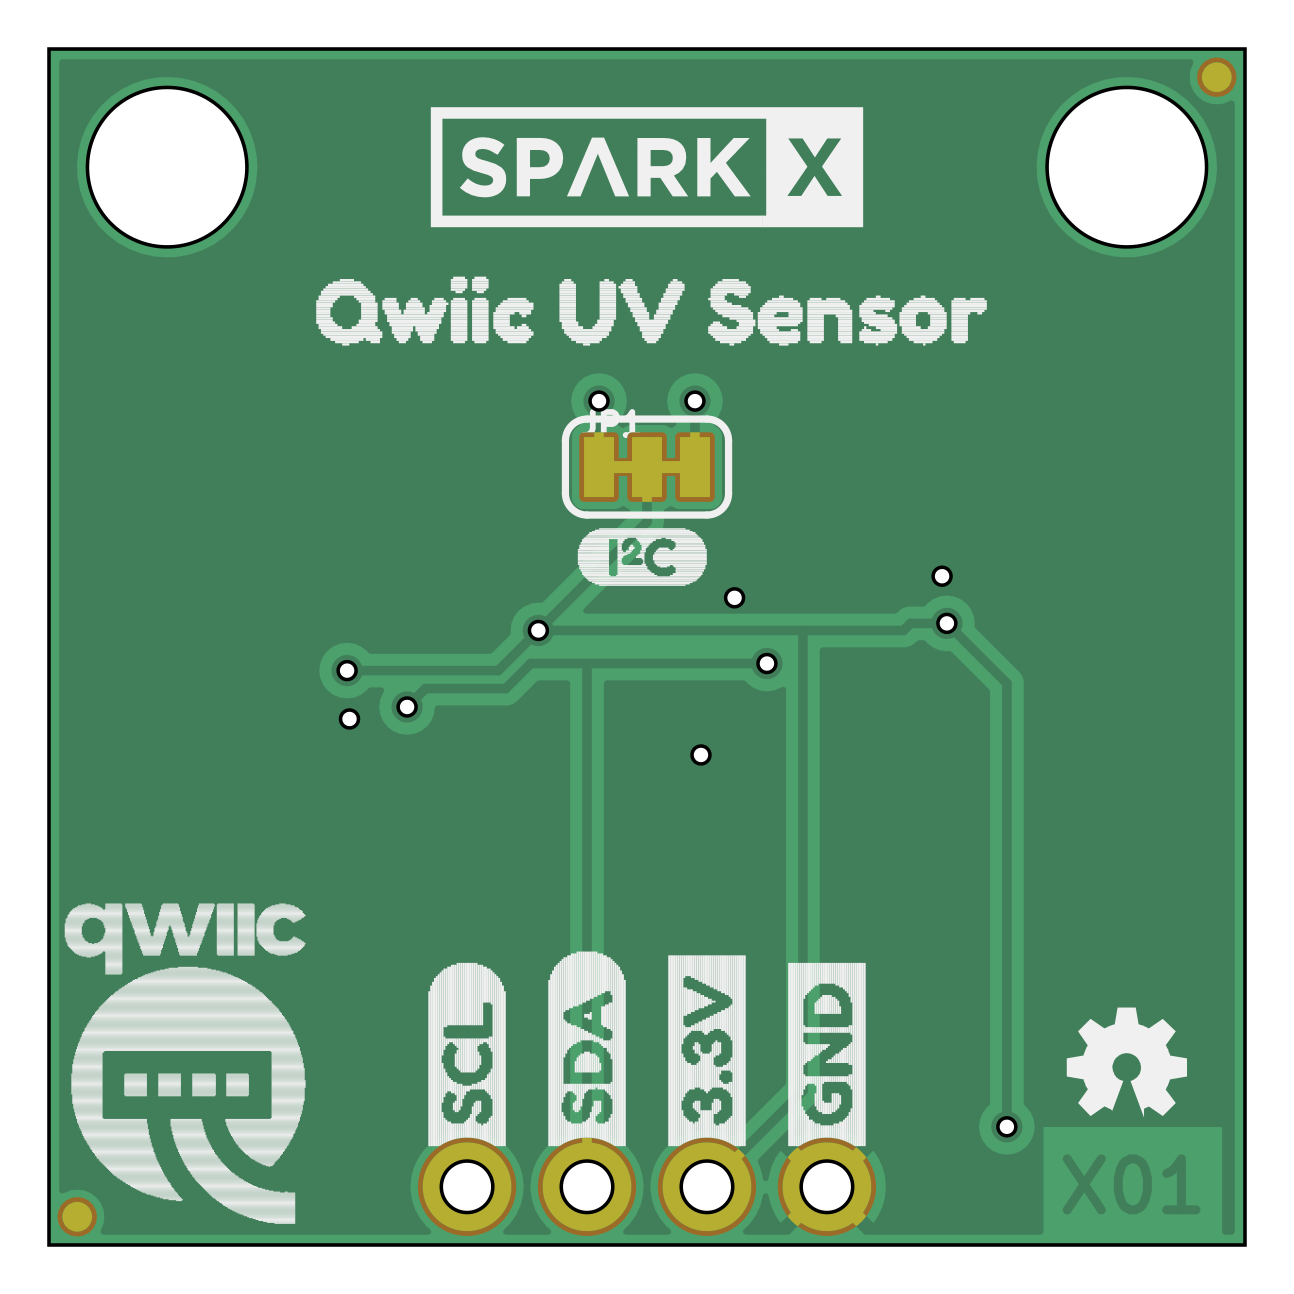 SPARK X
Qwiic UV Sensor
JP1
I²C
qwiic
SCL
SDA
3.3V
GND
X01